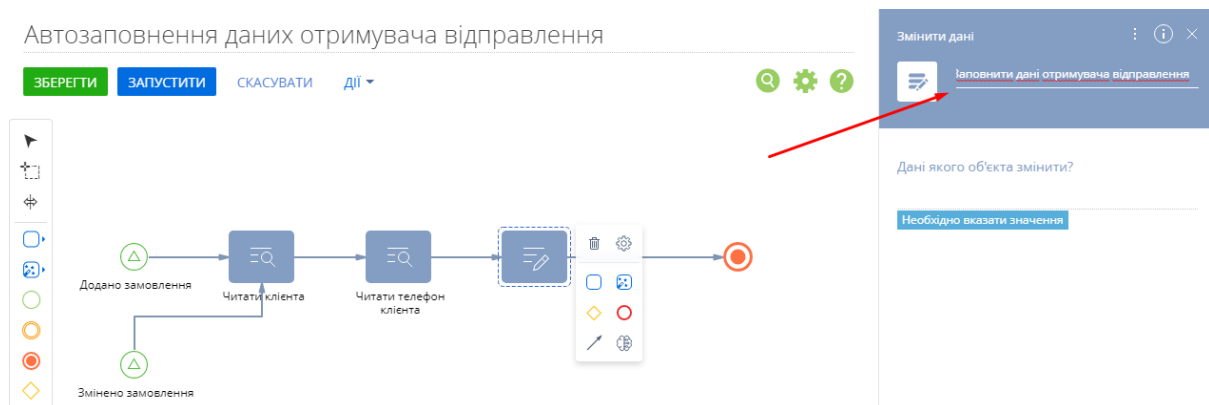 Автозаповнення даних отримувача відправлення
ЗБЕРЕГТИ ЗАПУСТИТИ СКАСУВАТИ ДІЇ
Змінити дані
Заповнити дані отримувача відправлення
Дані якого об'єкта змінити?
Необхідно вказати значення
Додано замовлення
Читати клієнта
Читати телефон
клієнта
Змінено замовлення